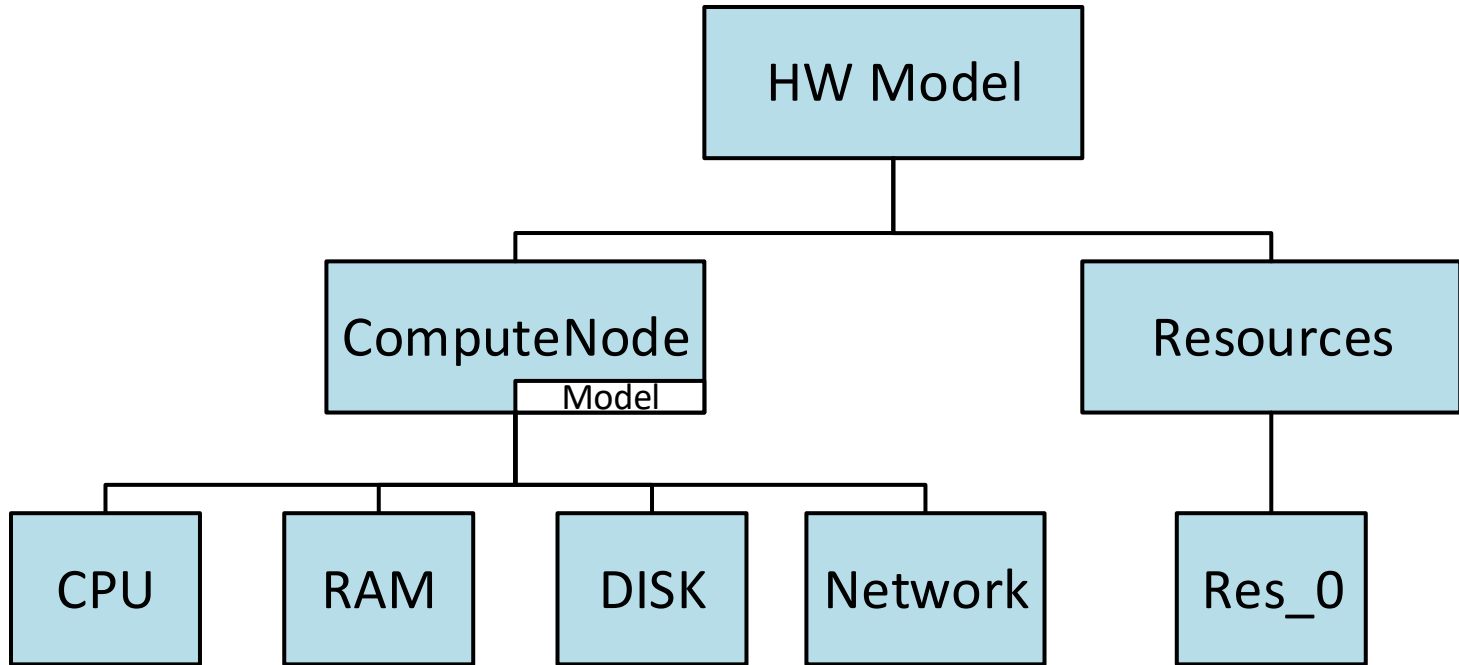 HW Model
ComputeNode
Model
Resources
CPU
RAM
DISK
Network
Res_0